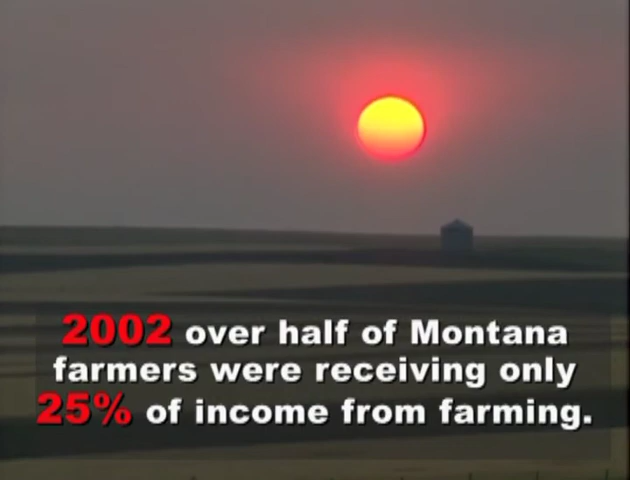 2002 over half of Montana
farmers were receiving only
25% of income from farming.